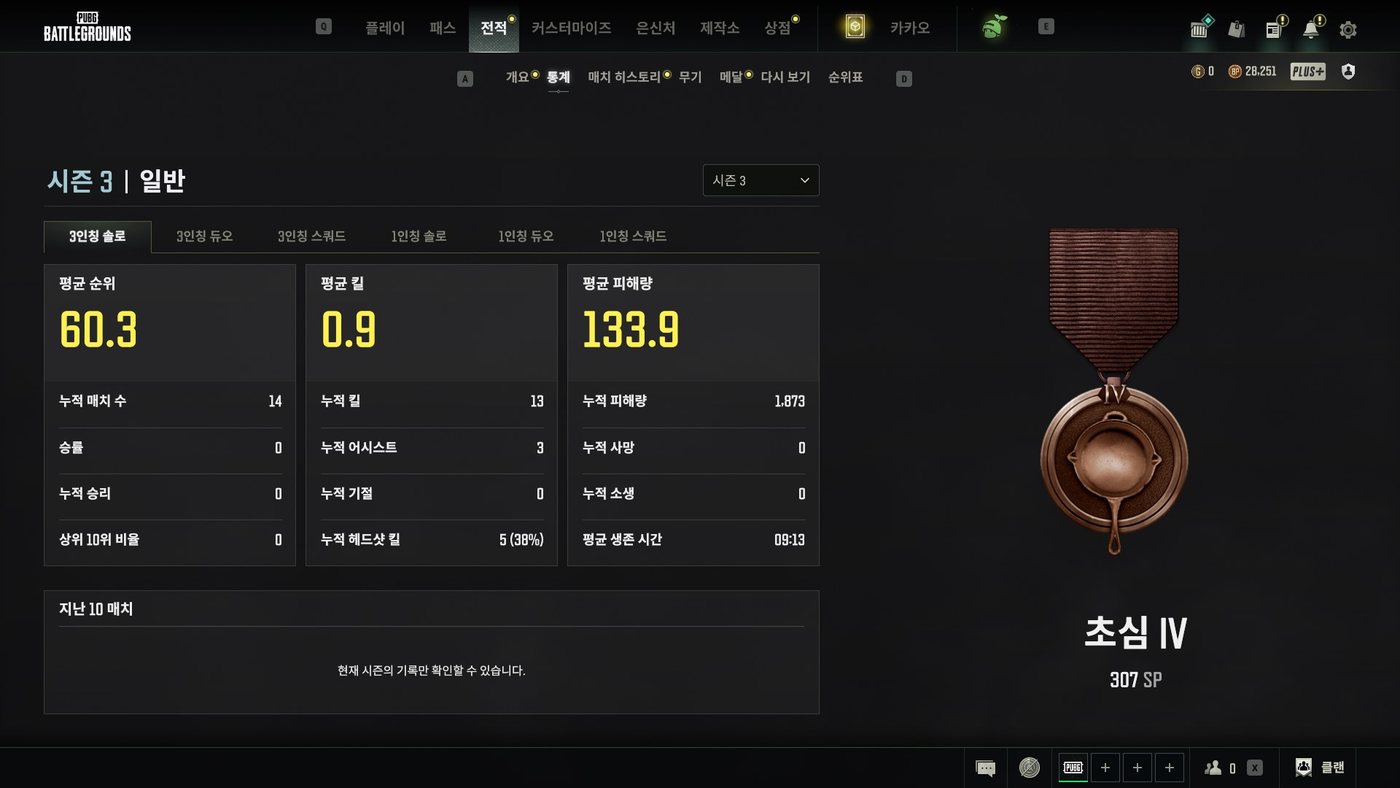 PUBG
BATTLEGROUNDS
Q 플레이 패스 전적 커스터마이즈 은신처 제작소 상점 카카오 E
A 개요 통계 매치 히스토리 무기 메달 다시 보기 순위표 D
G 0 BP 28,251 PLUS+
시즌 3 | 일반
시즌 3
3인칭 솔로 3인칭 듀오 3인칭 스쿼드 1인칭 솔로 1인칭 듀오 1인칭 스쿼드
평균 순위 평균 킬 평균 피해량
60.3 0.9 133.9
누적 매치 수 14 누적 킬 13 누적 피해량 1,873
승률 0 누적 어시스트 3 누적 사망 0
누적 승리 0 누적 기절 0 누적 소생 0
상위 10위 비율 0 누적 헤드샷 킬 5 (38%) 평균 생존 시간 09:13
지난 10 매치
현재 시즌의 기록만 확인할 수 있습니다.
IV
초심 IV
307 SP
PUBG + + + 0 X 클랜